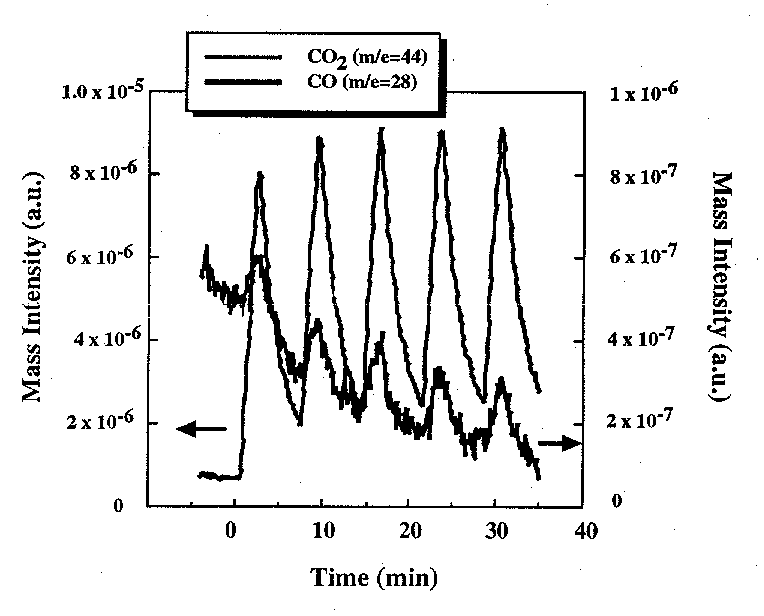 CO2 (m/e=44)
CO (m/e=28)
1.0 x 10-5
8 x 10-6
6 x 10-6
4 x 10-6
2 x 10-6
0
Mass Intensity (a.u.)
1 x 10-6
8 x 10-7
6 x 10-7
4 x 10-7
2 x 10-7
0
Mass Intensity
(a.u.)
0 10 20 30 40
Time (min)